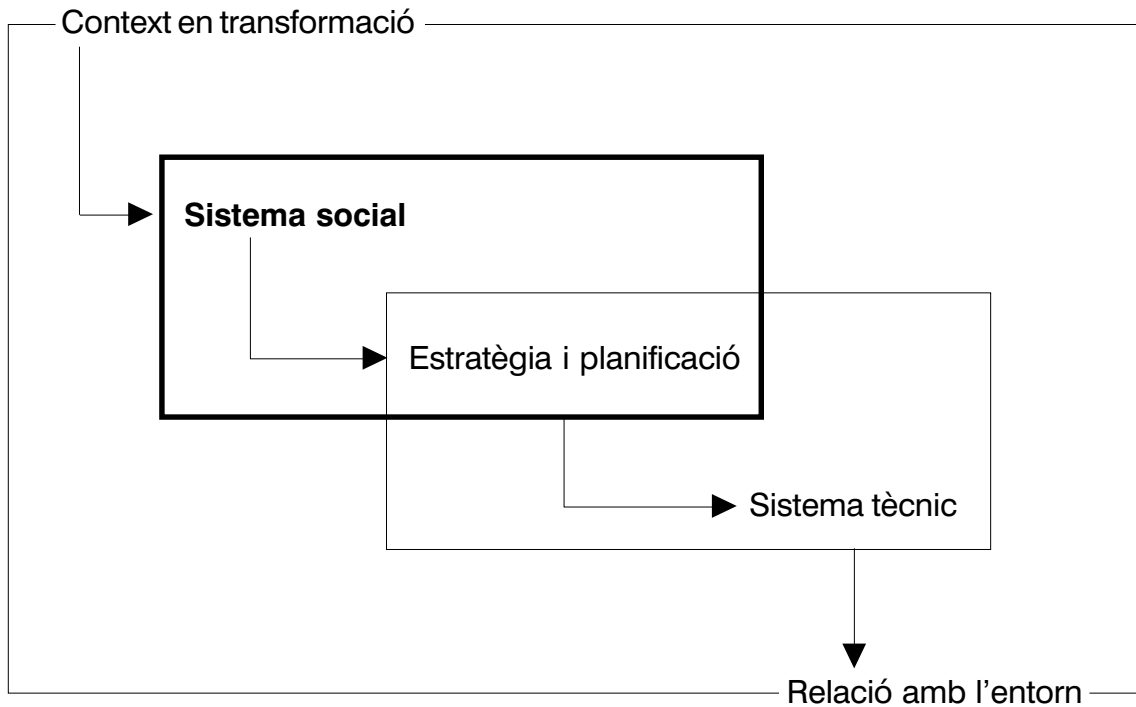 Context en transformació
Sistema social
Estratègia i planificació
Sistema tècnic
Relació amb l'entorn